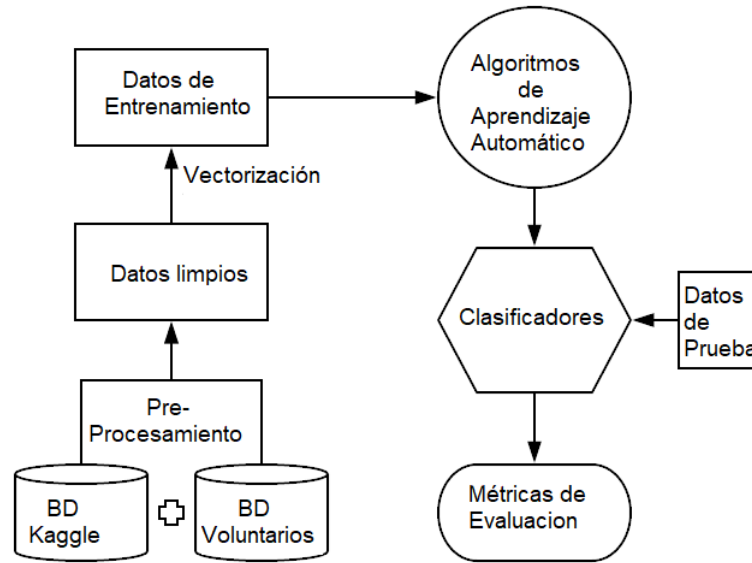 Datos de
Entrenamiento
Algoritmos
de
Aprendizaje
Automático
Vectorización
Datos limpios
Clasificadores
Datos
de
Prueba
Pre-
Procesamiento
BD
Kaggle
BD
Voluntarios
Métricas de
Evaluacion